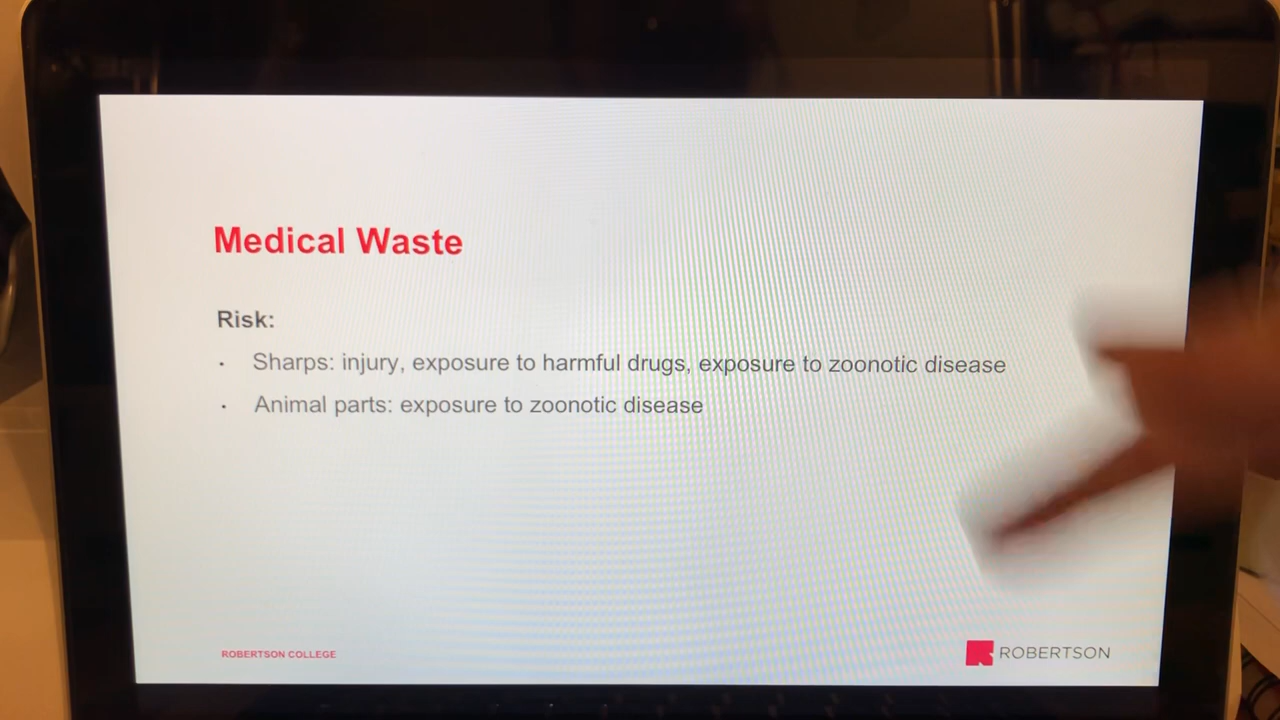 Medical Waste
Risk:
· Sharps: injury, exposure to harmful drugs, exposure to zoonotic disease
· Animal parts: exposure to zoonotic disease
ROBERTSON COLLEGE
ROBERTSON